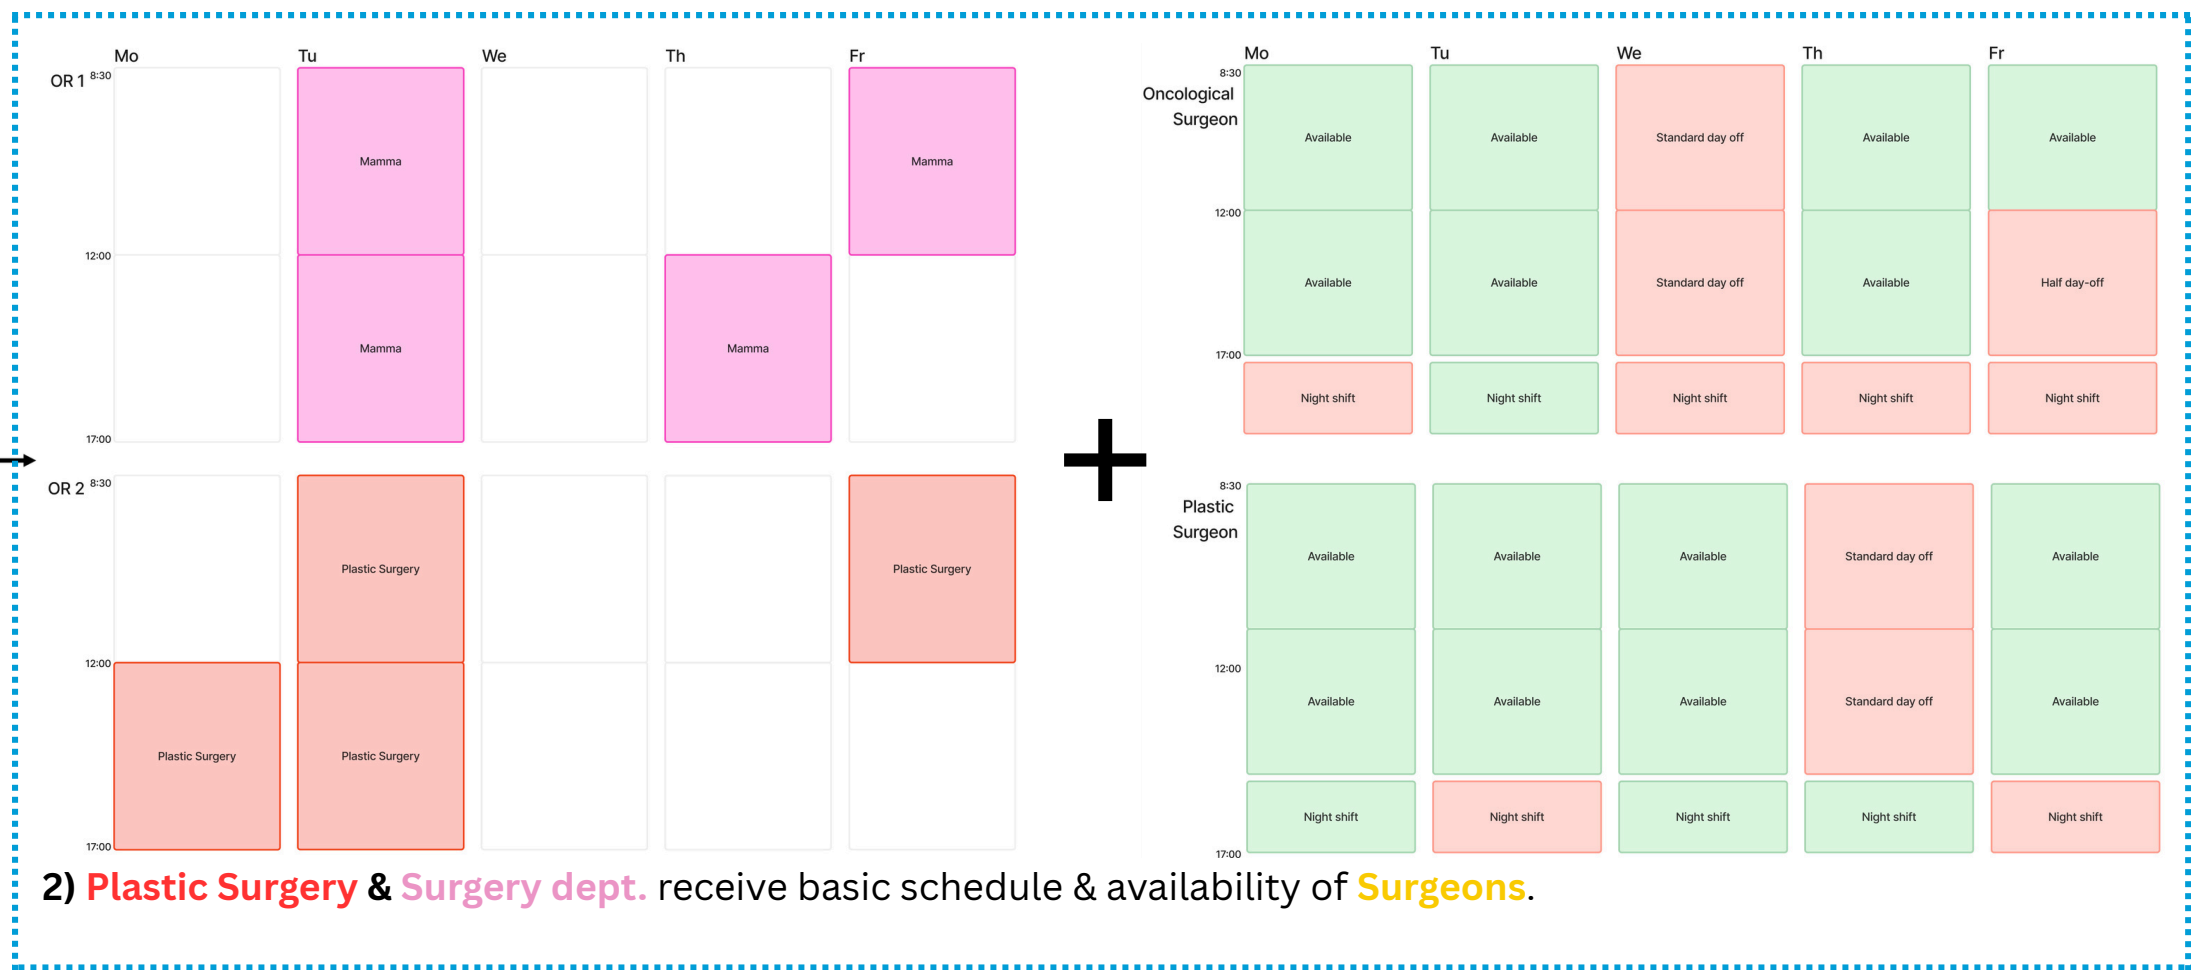 Mo Tu We Th Fr
OR 1 8:30
Mamma Mamma
12:00
Mamma Mamma
17:00
OR 2 8:30
Plastic Surgery Plastic Surgery
12:00
Plastic Surgery Plastic Surgery
17:00
Mo Tu We Th Fr
8:30
Oncological
Surgeon
Available Available Standard day off Available Available
12:00
Available Available Standard day off Available Half day-off
17:00
Night shift Night shift Night shift Night shift Night shift
8:30
Plastic
Surgeon
Available Available Available Standard day off Available
12:00
Available Available Available Standard day off Available
Night shift Night shift Night shift Night shift Night shift
17:00
2) Plastic Surgery & Surgery dept. receive basic schedule & availability of Surgeons.